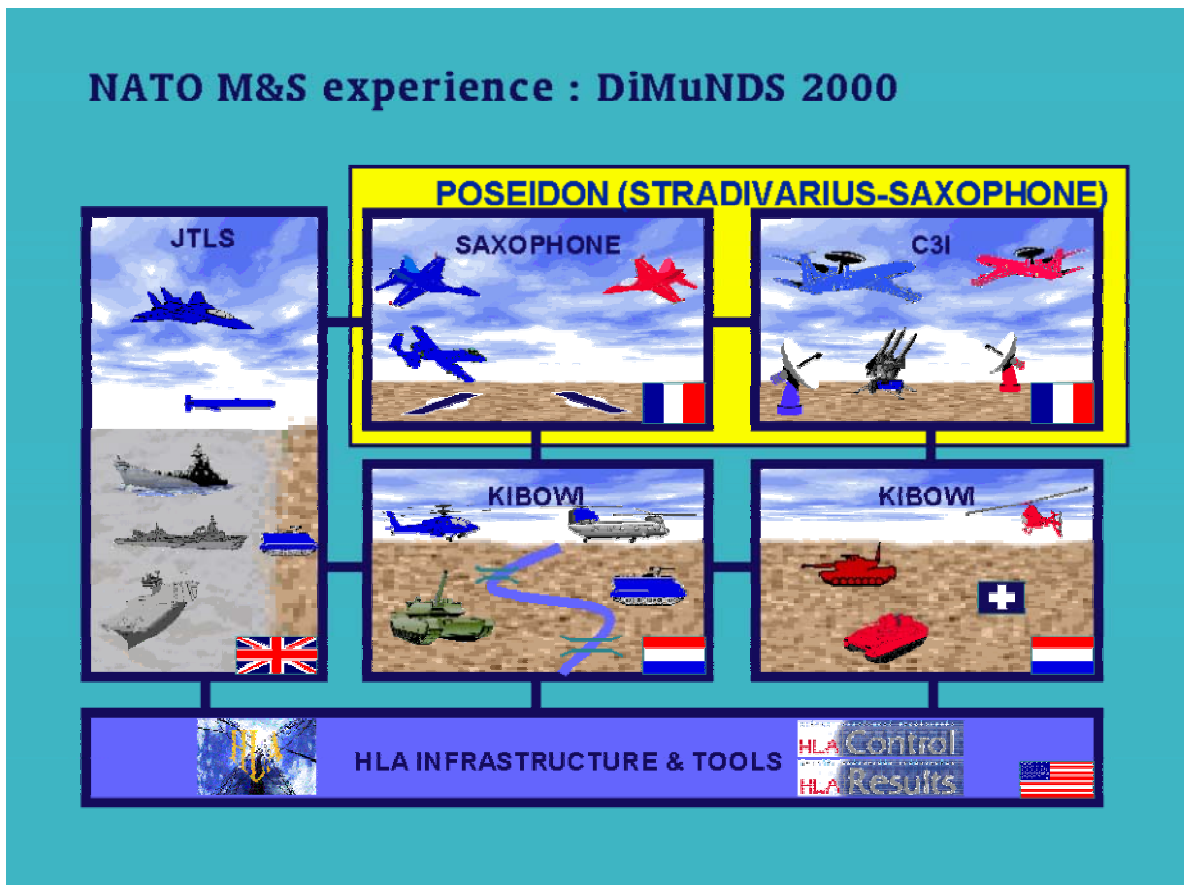 NATO M&S experience : DiMuNDS 2000
POSEIDON (STRADIVARIUS-SAXOPHONE)
JTLS
SAXOPHONE
C3I
KIBOWI
KIBOWI
HLA INFRASTRUCTURE & TOOLS
HLA Control
HLA Results